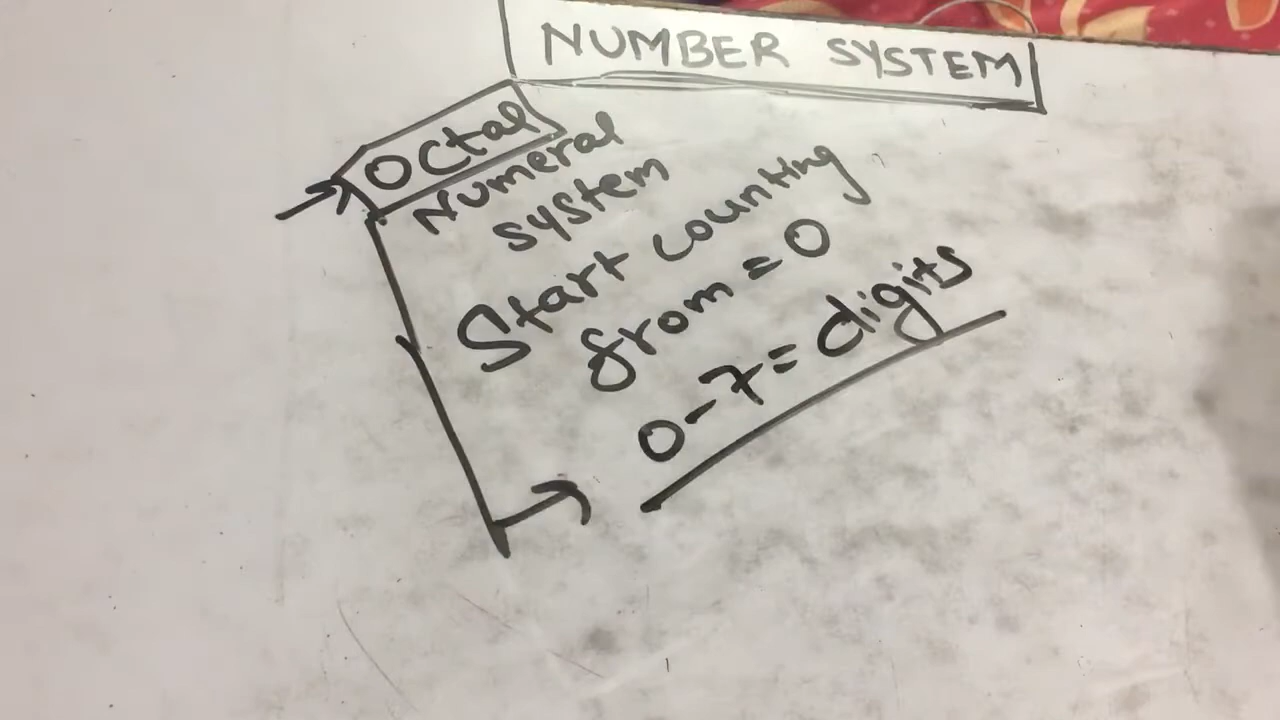 NUMBER SYSTEM
Octal
Numeral
system
Start counting
from = 0
0-7 = digits